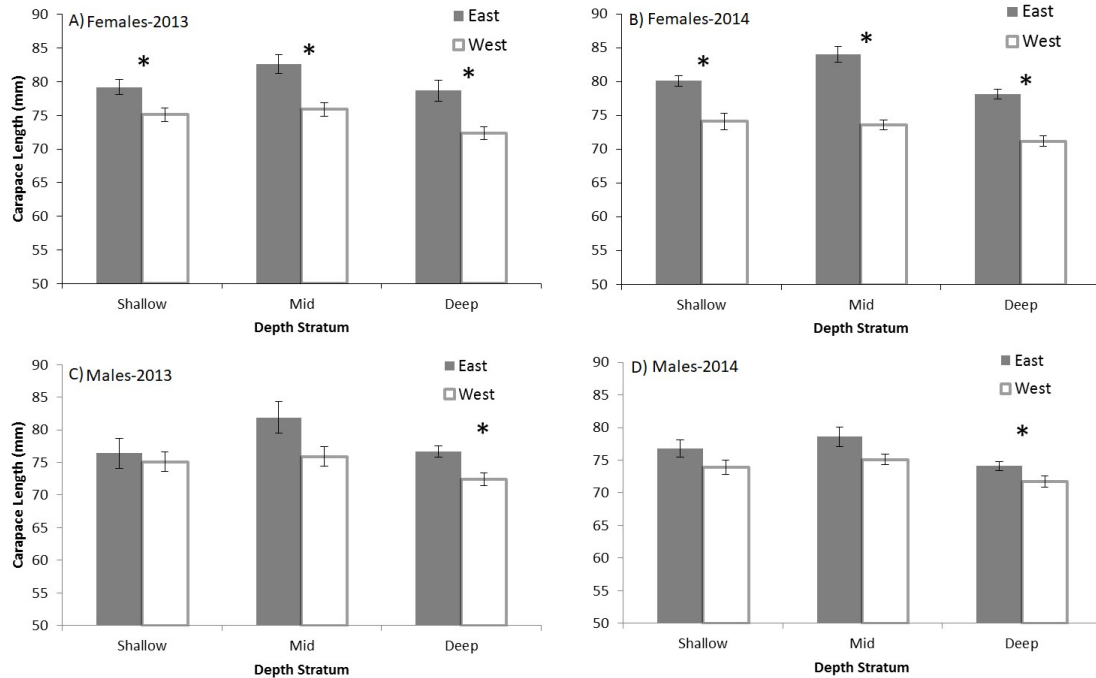 A) Females-2013
East
West
*
*
*
Carapace Length (mm)
90
85
80
75
70
65
60
55
50
Shallow Mid Deep
Depth Stratum
B) Females-2014
East
West
*
*
*
90
85
80
75
70
65
60
55
50
Shallow Mid Deep
Depth Stratum
C) Males-2013
East
West
*
Carapace Length (mm)
90
85
80
75
70
65
60
55
50
Shallow Mid Deep
Depth Stratum
D) Males-2014
East
West
*
90
85
80
75
70
65
60
55
50
Shallow Mid Deep
Depth Stratum